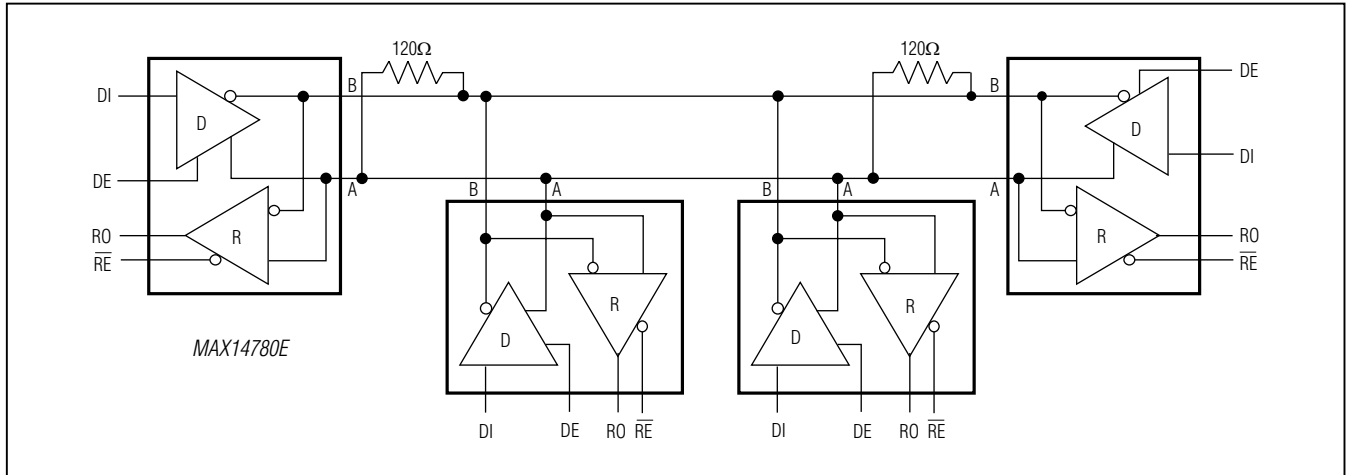 120Ω 120Ω
B B DE
DI
D D
DI
DE
A B A B A A
R R RO
RO
RE RE
R R
MAX14780E
D D
DI DE RO RE DI DE RO RE